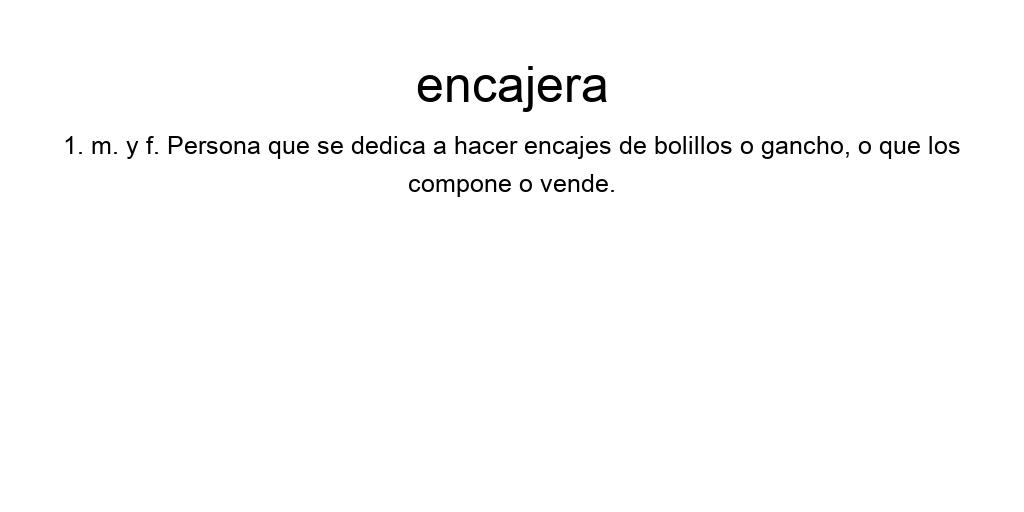 encajera
1. m. y f. Persona que se dedica a hacer encajes de bolillos o gancho, o que los
compone o vende.